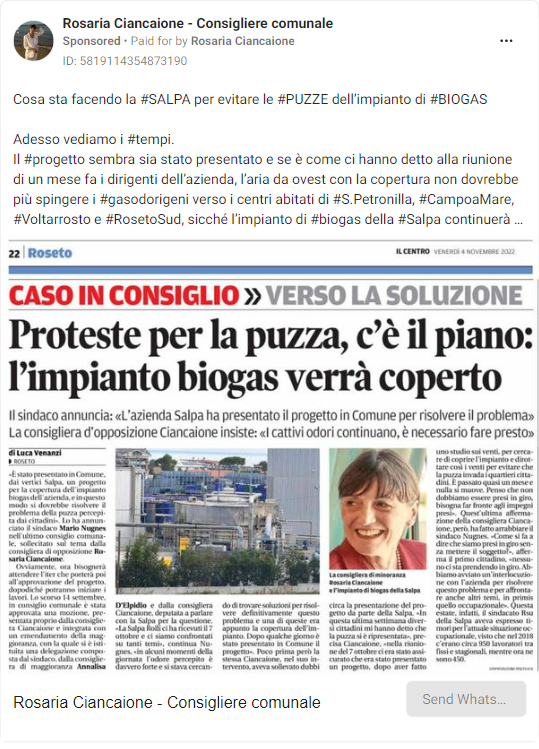 Rosaria Ciancaione - Consigliere comunale
Sponsored • Paid for by Rosaria Ciancaione
ID: 5819114354873190
Cosa sta facendo la #SALPA per evitare le #PUZZE dell'impianto di #BIOGAS
Adesso vediamo i #tempi.
Il #progetto sembra sia stato presentato e se è come ci hanno detto alla riunione
di un mese fa i dirigenti dell'azienda, l'aria da ovest con la copertura non dovrebbe
più spingere i #gasodorigeni verso i centri abitati di #S.Petronilla, #CampoaMare,
#Voltarrosto e #RosetoSud, sicché l'impianto di #biogas della #Salpa continuerà ...
22 | Roseto
IL CENTRO VENERDÌ 4 NOVEMBRE 2022
CASO IN CONSIGLIO » VERSO LA SOLUZIONE
Proteste per la puzza, c'è il piano:
l'impianto biogas verrà coperto
Il sindaco annuncia: «L'azienda Salpa ha presentato il progetto in Comune per risolvere il problema»
La consigliera d'opposizione Ciancaione insiste: «I cattivi odori continuano, è necessario fare presto»
di Luca Venanzi
ROSETO
«È stato presentato in Comune,
dai vertici Salpa, un progetto
per la copertura dell'impianto
biogas dell'azienda, e in questo
modo si dovrebbe risolvere il
problema della puzza percepita
dai cittadini». Lo ha annunciato
il sindaco Mario Nugnes
nell'ultimo consiglio comunale,
sollecitato sul tema dalla
consigliera di opposizione Rosaria
Ciancaione.
Ovviamente, ora bisognerà
attendere l'iter che porterà poi
all'approvazione del progetto,
dopodiché potranno iniziare i
lavori. Lo scorso 14 settembre,
in consiglio comunale è stata
approvata una mozione, presentata
proprio dalla consigliera
Ciancaione e integrata con
un emendamento della maggioranza,
con la quale si è istituita
una delegazione composta
dal sindaco, dalla consigliera
di maggioranza Annalisa
D'Elpidio e dalla consigliera
Ciancaione, deputata a parlare
con la Salpa per la questione.
«La Salpa Rolli ci ha ricevuti il 7
ottobre e ci siamo confrontati
su tanti temi», continua Nugnes,
«in alcuni momenti della
giornata l'odore percepito è
davvero forte e si stava cercando
di trovare soluzioni per risolvere
definitivamente questo
problema e una di queste era
appunto la copertura dell'impianto.
Dopo qualche giorno è
stato presentato in Comune il
progetto». Poco prima però la
stessa Ciancaione, nel suo intervento,
aveva sollevato dubbi
La consigliera di minoranza
Rosaria Ciancaione
e l'impianto di biogas della Salpa
circa la presentazione del progetto
da parte della Salpa. «In
questa ultima settimana diversi
cittadini mi hanno detto che
la puzza si è ripresentata», precisa
Ciancaione, «nella riunione
del 7 ottobre ci era stato assicurato
che era stato presentato
un progetto, dopo aver fatto
uno studio sui venti, per cercare
di coprire l'impianto e dirottare
così i venti per evitare che
la puzza invada i quartieri cittadini.
È passato quasi un mese e
nulla si muove. Penso che non
dobbiamo essere presi in giro,
bisogna far fronte agli impegni
presi». Quest'ultima affermazione
della consigliera Ciancaione,
però, ha fatto arrabbiare il
sindaco Nugnes. «Come si fa a
dire che siamo presi in giro senza
mettere il soggetto?», afferma
il primo cittadino, «nessuno
ci sta prendendo in giro. Abbiamo
avviato un'interlocuzione
con l'azienda per risolvere
questo problema e per affrontare
anche altri temi, in primis
quello occupazionale». Questa
estate, infatti, il sindacato Rsu
della Salpa aveva espresso timori
per l'attuale situazione occupazionale,
visto che nel 2018
c'erano circa 950 lavoratori tra
fissi e stagionali, mentre ora ne
sono 450.
Rosaria Ciancaione - Consigliere comunale
Send Whats...